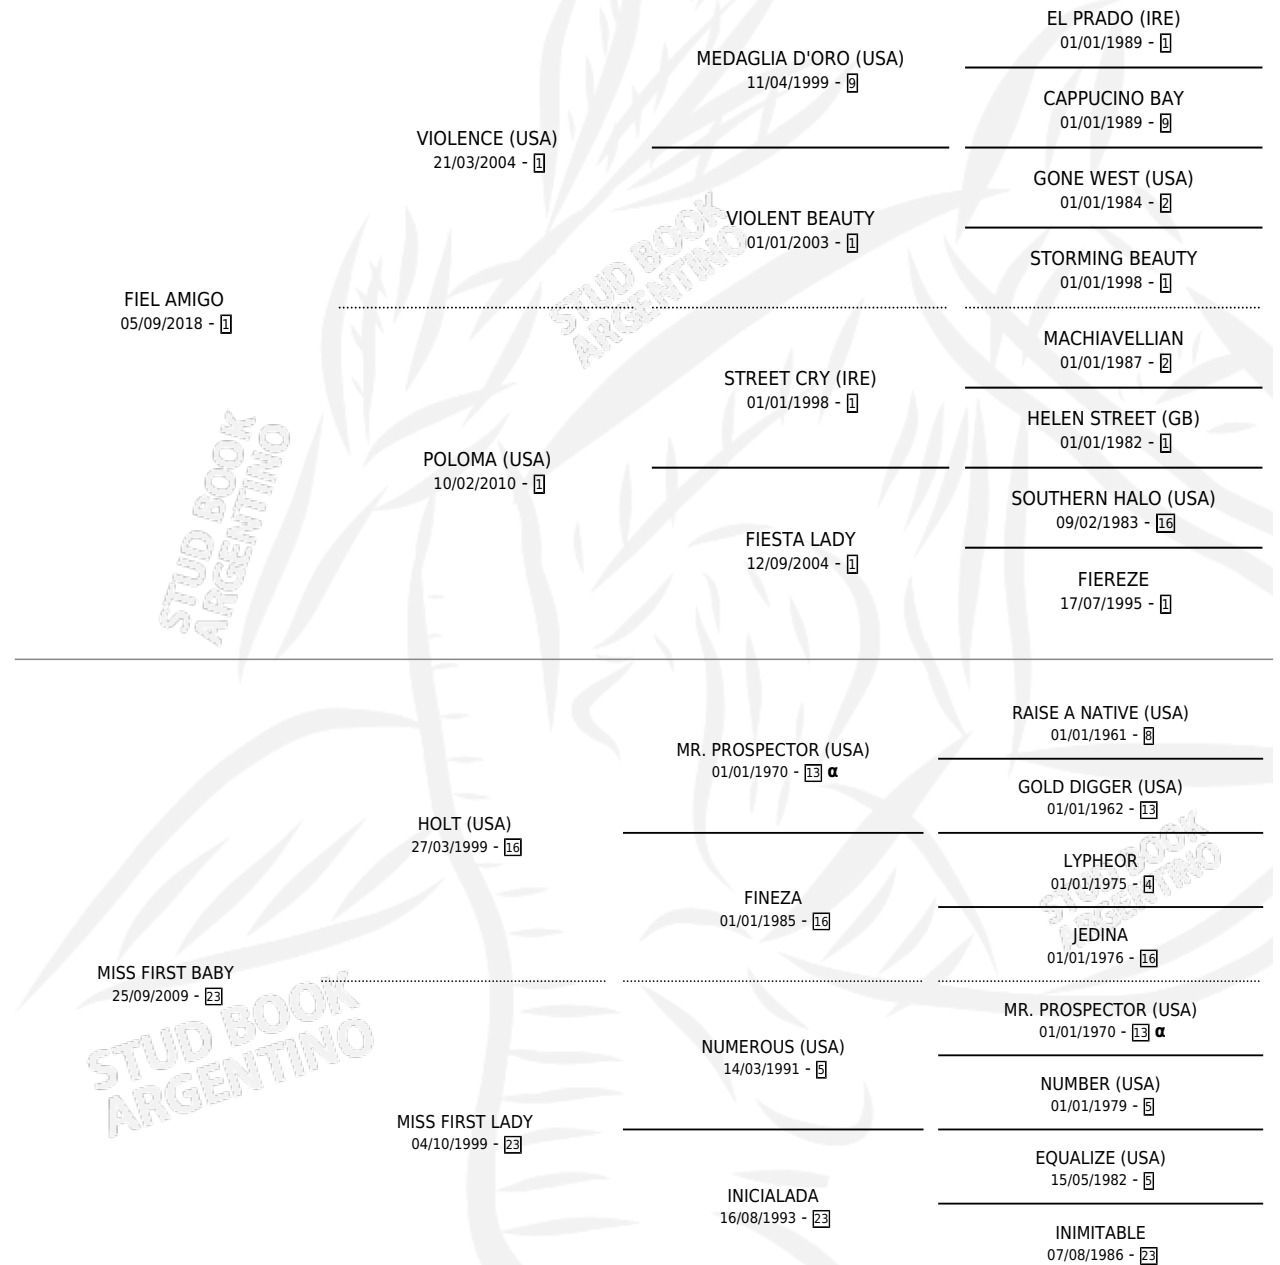 EL PRADO (IRE)
01/01/1989 - 1
MEDAGLIA D'ORO (USA)
11/04/1999 - 9
CAPPUCINO BAY
01/01/1989 - 9
VIOLENCE (USA)
21/03/2004 - 1
GONE WEST (USA)
01/01/1984 - 2
VIOLENT BEAUTY
01/01/2003 - 1
STORMING BEAUTY
01/01/1998 - 1
FIEL AMIGO
05/09/2018 - 1
MACHIAVELLIAN
01/01/1987 - 2
STREET CRY (IRE)
01/01/1998 - 1
HELEN STREET (GB)
01/01/1982 - 1
POLOMA (USA)
10/02/2010 - 1
SOUTHERN HALO (USA)
09/02/1983 - 16
FIESTA LADY
12/09/2004 - 1
FIEREZE
17/07/1995 - 1
RAISE A NATIVE (USA)
01/01/1961 - 8
MR. PROSPECTOR (USA)
01/01/1970 - 13 α
GOLD DIGGER (USA)
01/01/1962 - 13
HOLT (USA)
27/03/1999 - 16
LYPHEOR
01/01/1975 - 4
FINEZA
01/01/1985 - 16
JEDINA
01/01/1976 - 16
MISS FIRST BABY
25/09/2009 - 23
MR. PROSPECTOR (USA)
01/01/1970 - 13 α
NUMEROUS (USA)
14/03/1991 - 5
NUMBER (USA)
01/01/1979 - 5
MISS FIRST LADY
04/10/1999 - 23
EQUALIZE (USA)
15/05/1982 - 5
INICIALADA
16/08/1993 - 23
INIMITABLE
07/08/1986 - 23
STUD BOOK
ARGENTINO
STUD BOOK
ARGENTINO
STUD BOOK
ARGENTINO
STUD BOOK
ARGENTINO